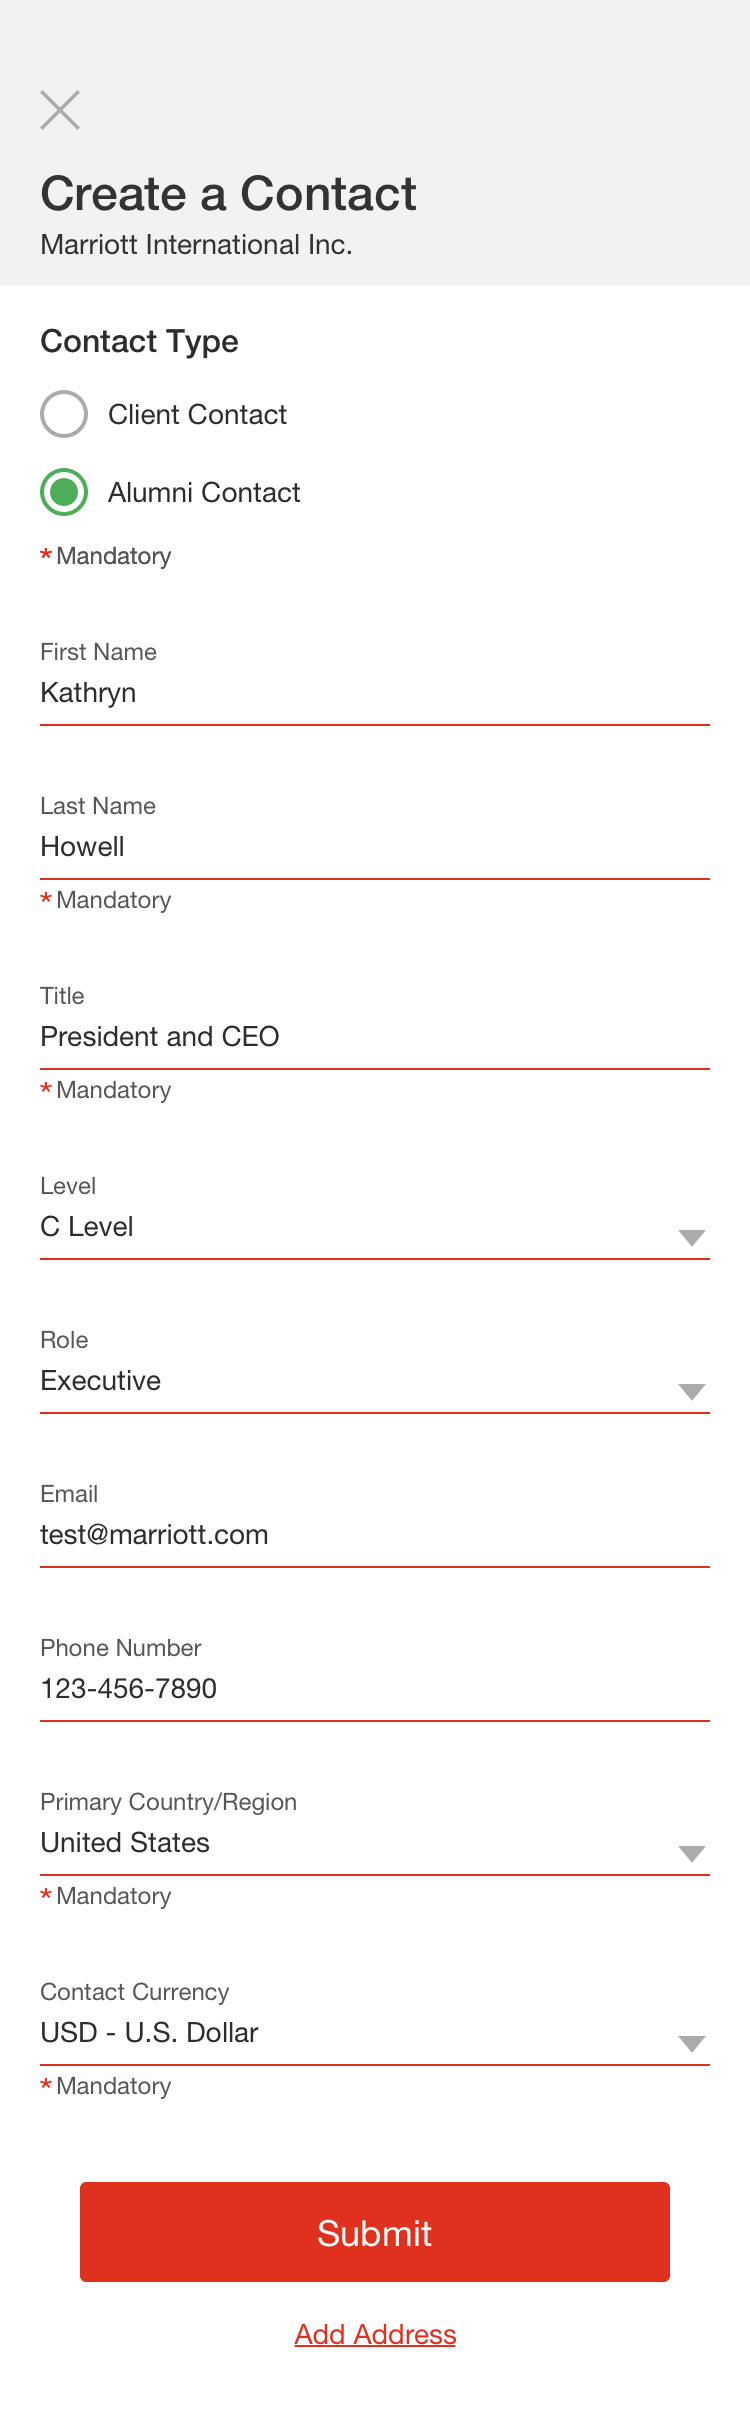 Create a Contact
Marriott International Inc.
Contact Type
Client Contact
Alumni Contact
* Mandatory
First Name
Kathryn
Last Name
Howell
* Mandatory
Title
President and CEO
* Mandatory
Level
C Level
Role
Executive
Email
test@marriott.com
Phone Number
123-456-7890
Primary Country/Region
United States
* Mandatory
Contact Currency
USD - U.S. Dollar
* Mandatory
Submit
Add Address